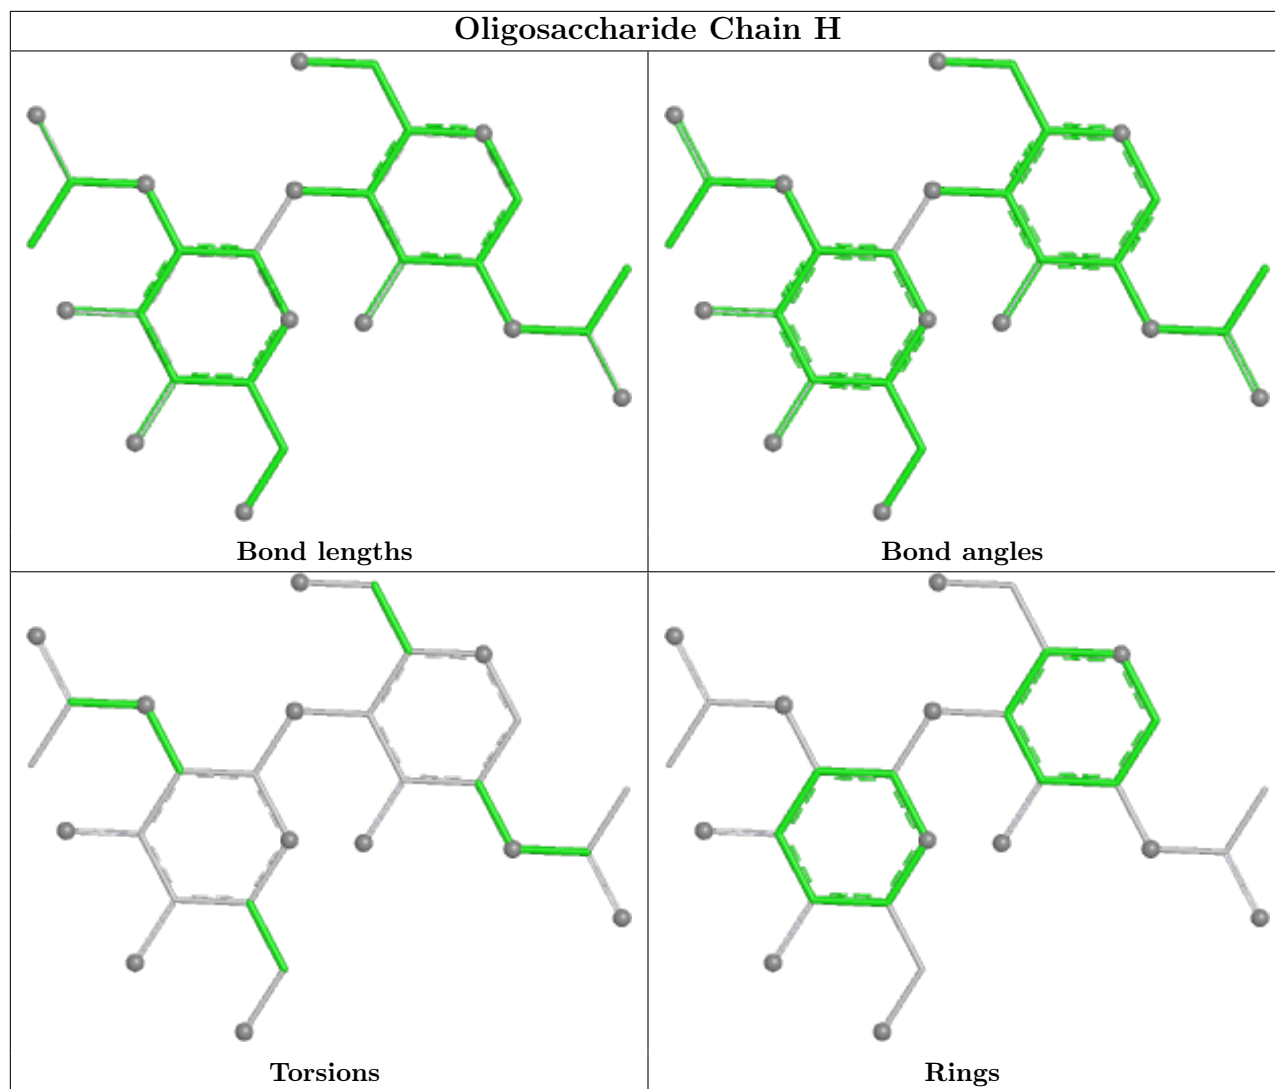 Oligosaccharide Chain H
Bond lengths
Bond angles
Torsions
Rings